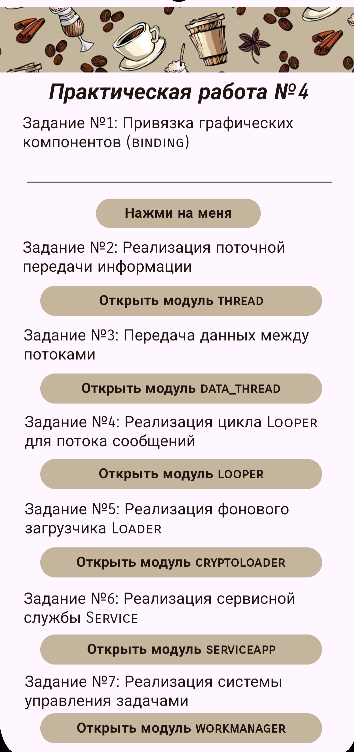 Практическая работа №4
Задание №1: Привязка графических
компонентов (BINDING)
Нажми на меня
Задание №2: Реализация поточной
передачи информации
Открыть модуль THREAD
Задание №3: Передача данных между
потоками
Открыть модуль DATA_THREAD
Задание №4: Реализация цикла LOOPER
для потока сообщений
Открыть модуль LOOPER
Задание №5: Реализация фонового
загрузчика LOADER
Открыть модуль CRYPTOLOADER
Задание №6: Реализация сервисной
службы SERVICE
Открыть модуль SERVICEAPP
Задание №7: Реализация системы
управления задачами
Открыть модуль WORKMANAGER